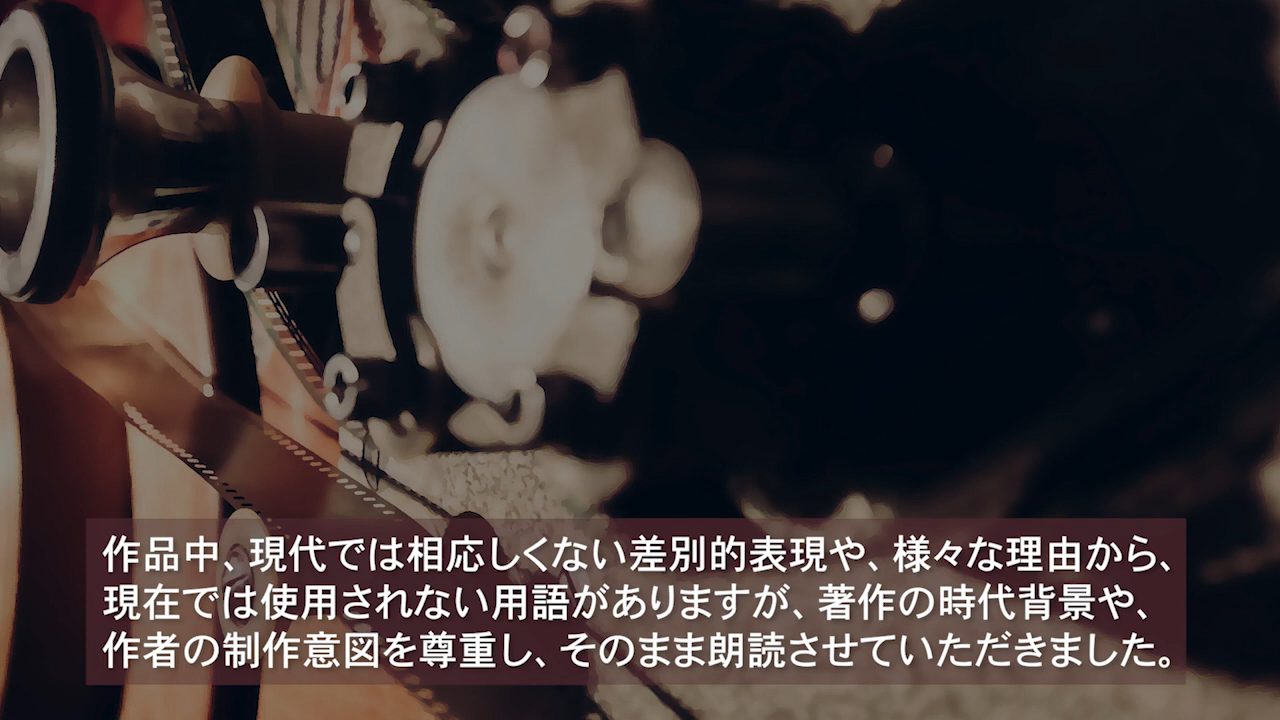 作品中、現代では相応しくない差別的表現や、様々な理由から、
現在では使用されない用語がありますが、著作の時代背景や、
作者の制作意図を尊重し、そのまま朗読させていただきました。